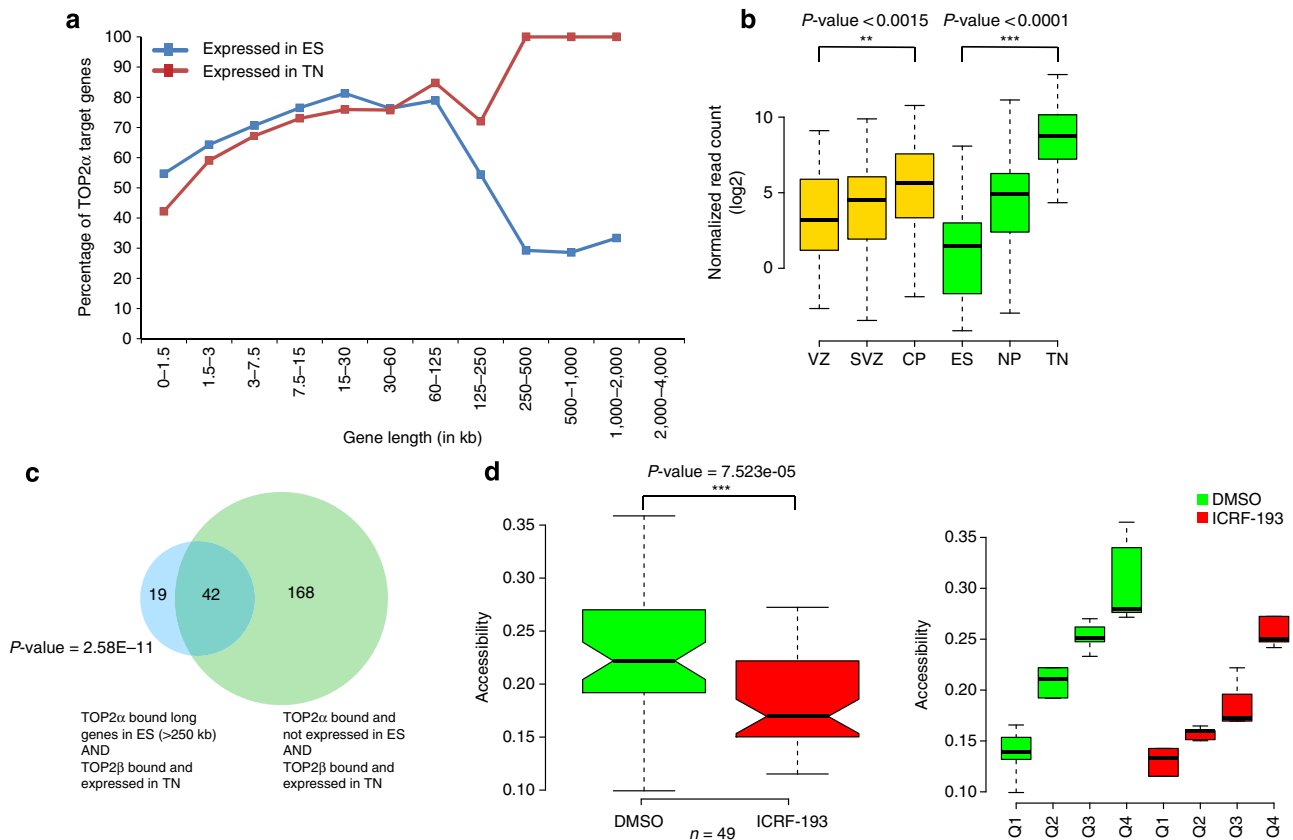 a
Expressed in ES
Expressed in TN
Percentage of TOP2α target genes
100
90
80
70
60
50
40
30
20
10
0
0–1.5
1.5–3
3–7.5
7.5–15
15–30
30–60
60–125
125–250
250–500
500–1,000
1,000–2,000
2,000–4,000
Gene length (in kb)
b
P-value < 0.0015
P-value < 0.0001
**
***
Normalized read count
(log2)
10
5
0
VZ
SVZ
CP
ES
NP
TN
c
19
42
168
P-value = 2.58E–11
TOP2α bound long
genes in ES (>250 kb)
AND
TOP2β bound and
expressed in TN
TOP2α bound and
not expressed in ES
AND
TOP2β bound and
expressed in TN
d
P-value = 7.523e-05
***
Accessibility
0.35
0.30
0.25
0.20
0.15
0.10
DMSO
ICRF-193
n = 49
DMSO
ICRF-193
Accessibility
0.35
0.30
0.25
0.20
0.15
0.10
Q1
Q2
Q3
Q4
Q1
Q2
Q3
Q4